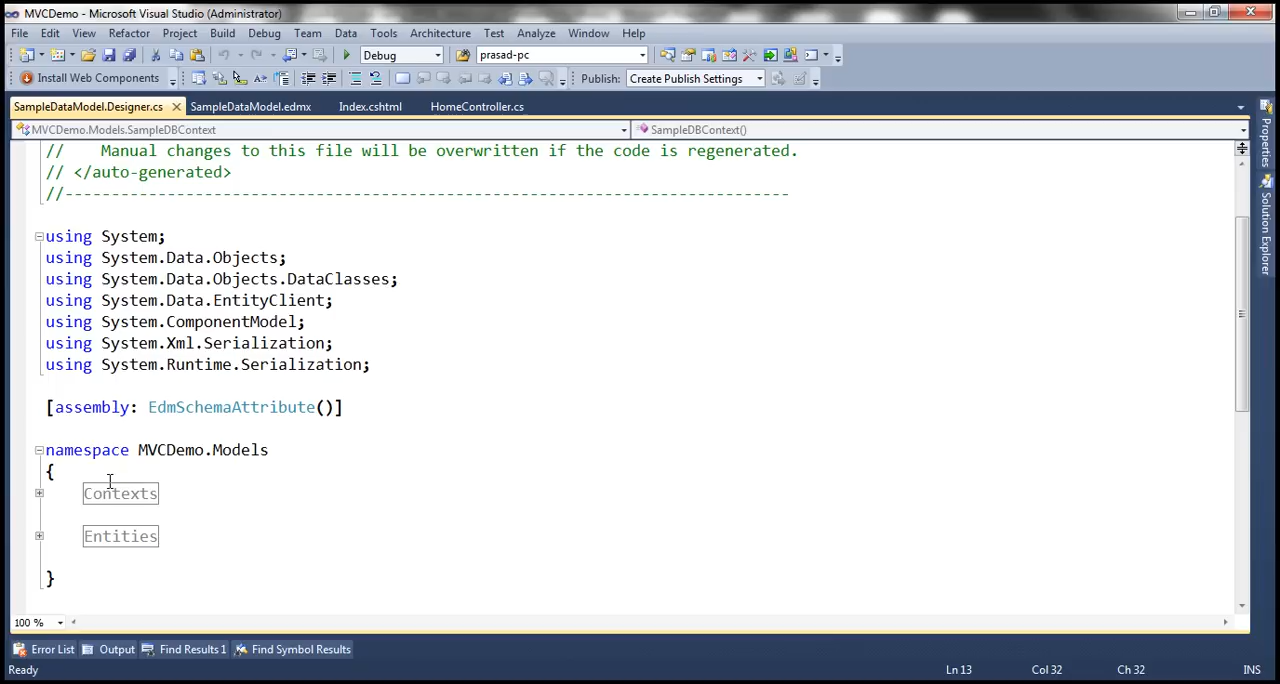 MVCDemo - Microsoft Visual Studio (Administrator)
File Edit View Refactor Project Build Debug Team Data Tools Architecture Test Analyze Window Help
Debug prasad-pc
Install Web Components Publish: Create Publish Settings
SampleDataModel.Designer.cs SampleDataModel.edmx Index.cshtml HomeController.cs
MVCDemo.Models.SampleDBContext SampleDBContext()
// Manual changes to this file will be overwritten if the code is regenerated.
// </auto-generated>
//------------------------------------------------------------------------------
using System;
using System.Data.Objects;
using System.Data.Objects.DataClasses;
using System.Data.EntityClient;
using System.ComponentModel;
using System.Xml.Serialization;
using System.Runtime.Serialization;
[assembly: EdmSchemaAttribute()]
namespace MVCDemo.Models
{
Contexts
Entities
}
100 %
Error List Output Find Results 1 Find Symbol Results
Ready Ln 13 Col 32 Ch 32 INS
Properties
Solution Explorer